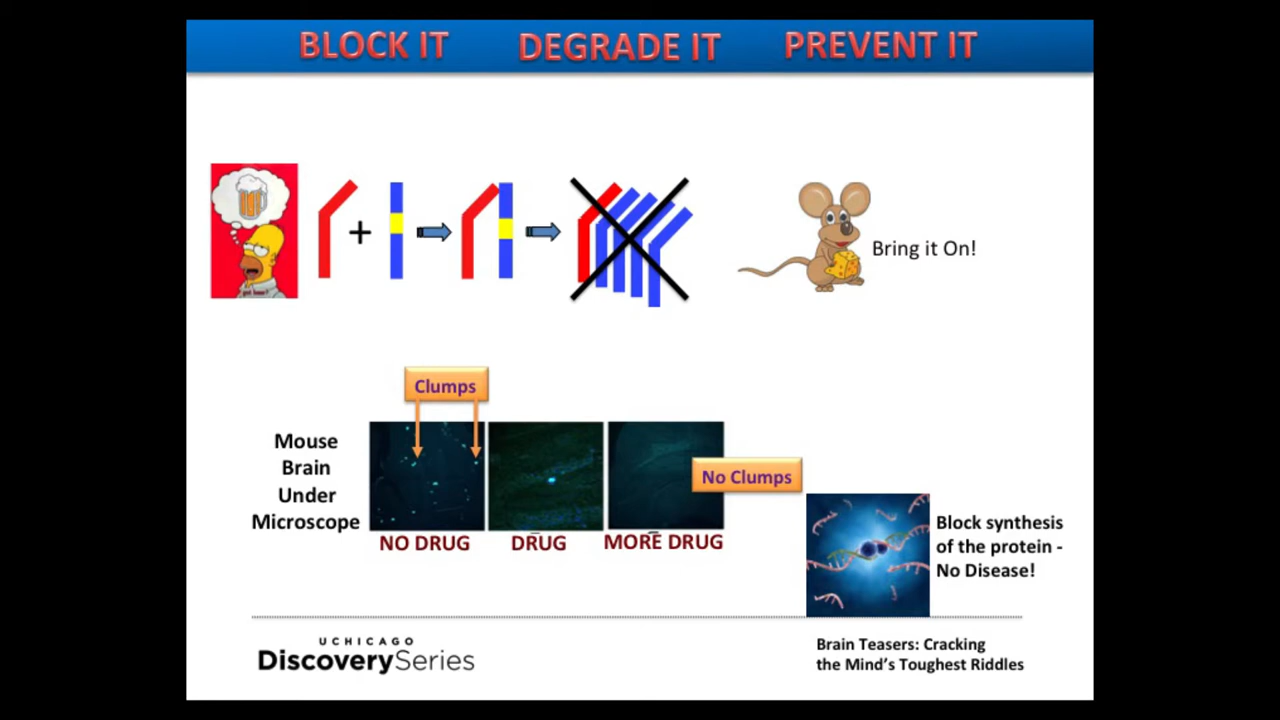 BLOCK IT DEGRADE IT PREVENT IT
Bring it On!
Clumps
Mouse
Brain
Under
Microscope
No Clumps
NO DRUG DRUG MORE DRUG
Block synthesis
of the protein -
No Disease!
UCHICAGO
DiscoverySeries
Brain Teasers: Cracking
the Mind's Toughest Riddles